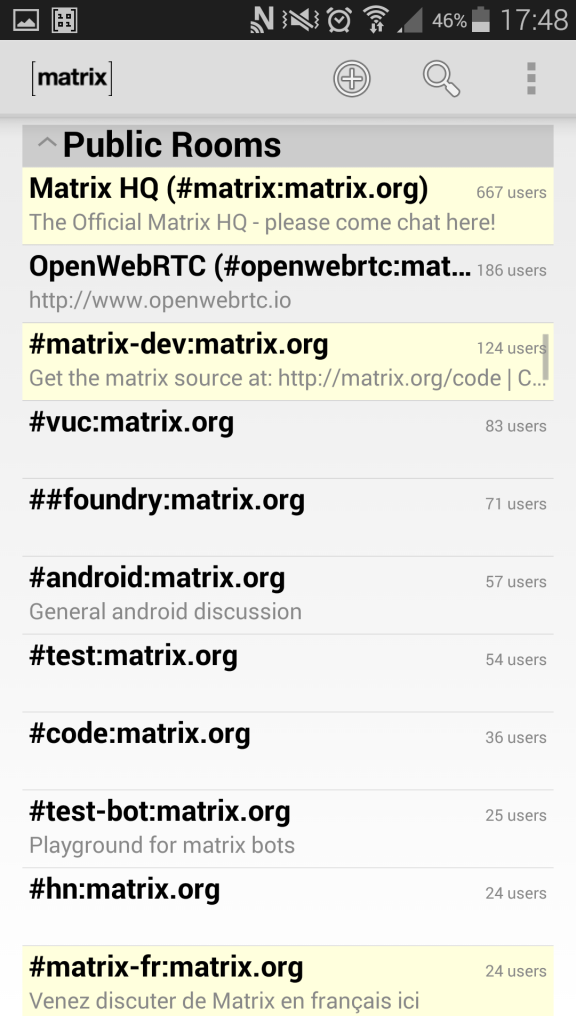 46% 17:48
[matrix]
Public Rooms
Matrix HQ (#matrix:matrix.org) 667 users
The Official Matrix HQ - please come chat here!
OpenWebRTC (#openwebrtc:mat... 186 users
http://www.openwebrtc.io
#matrix-dev:matrix.org 124 users
Get the matrix source at: http://matrix.org/code | C...
#vuc:matrix.org 83 users
##foundry:matrix.org 71 users
#android:matrix.org 57 users
General android discussion
#test:matrix.org 54 users
#code:matrix.org 36 users
#test-bot:matrix.org 25 users
Playground for matrix bots
#hn:matrix.org 24 users
#matrix-fr:matrix.org 24 users
Venez discuter de Matrix en français ici